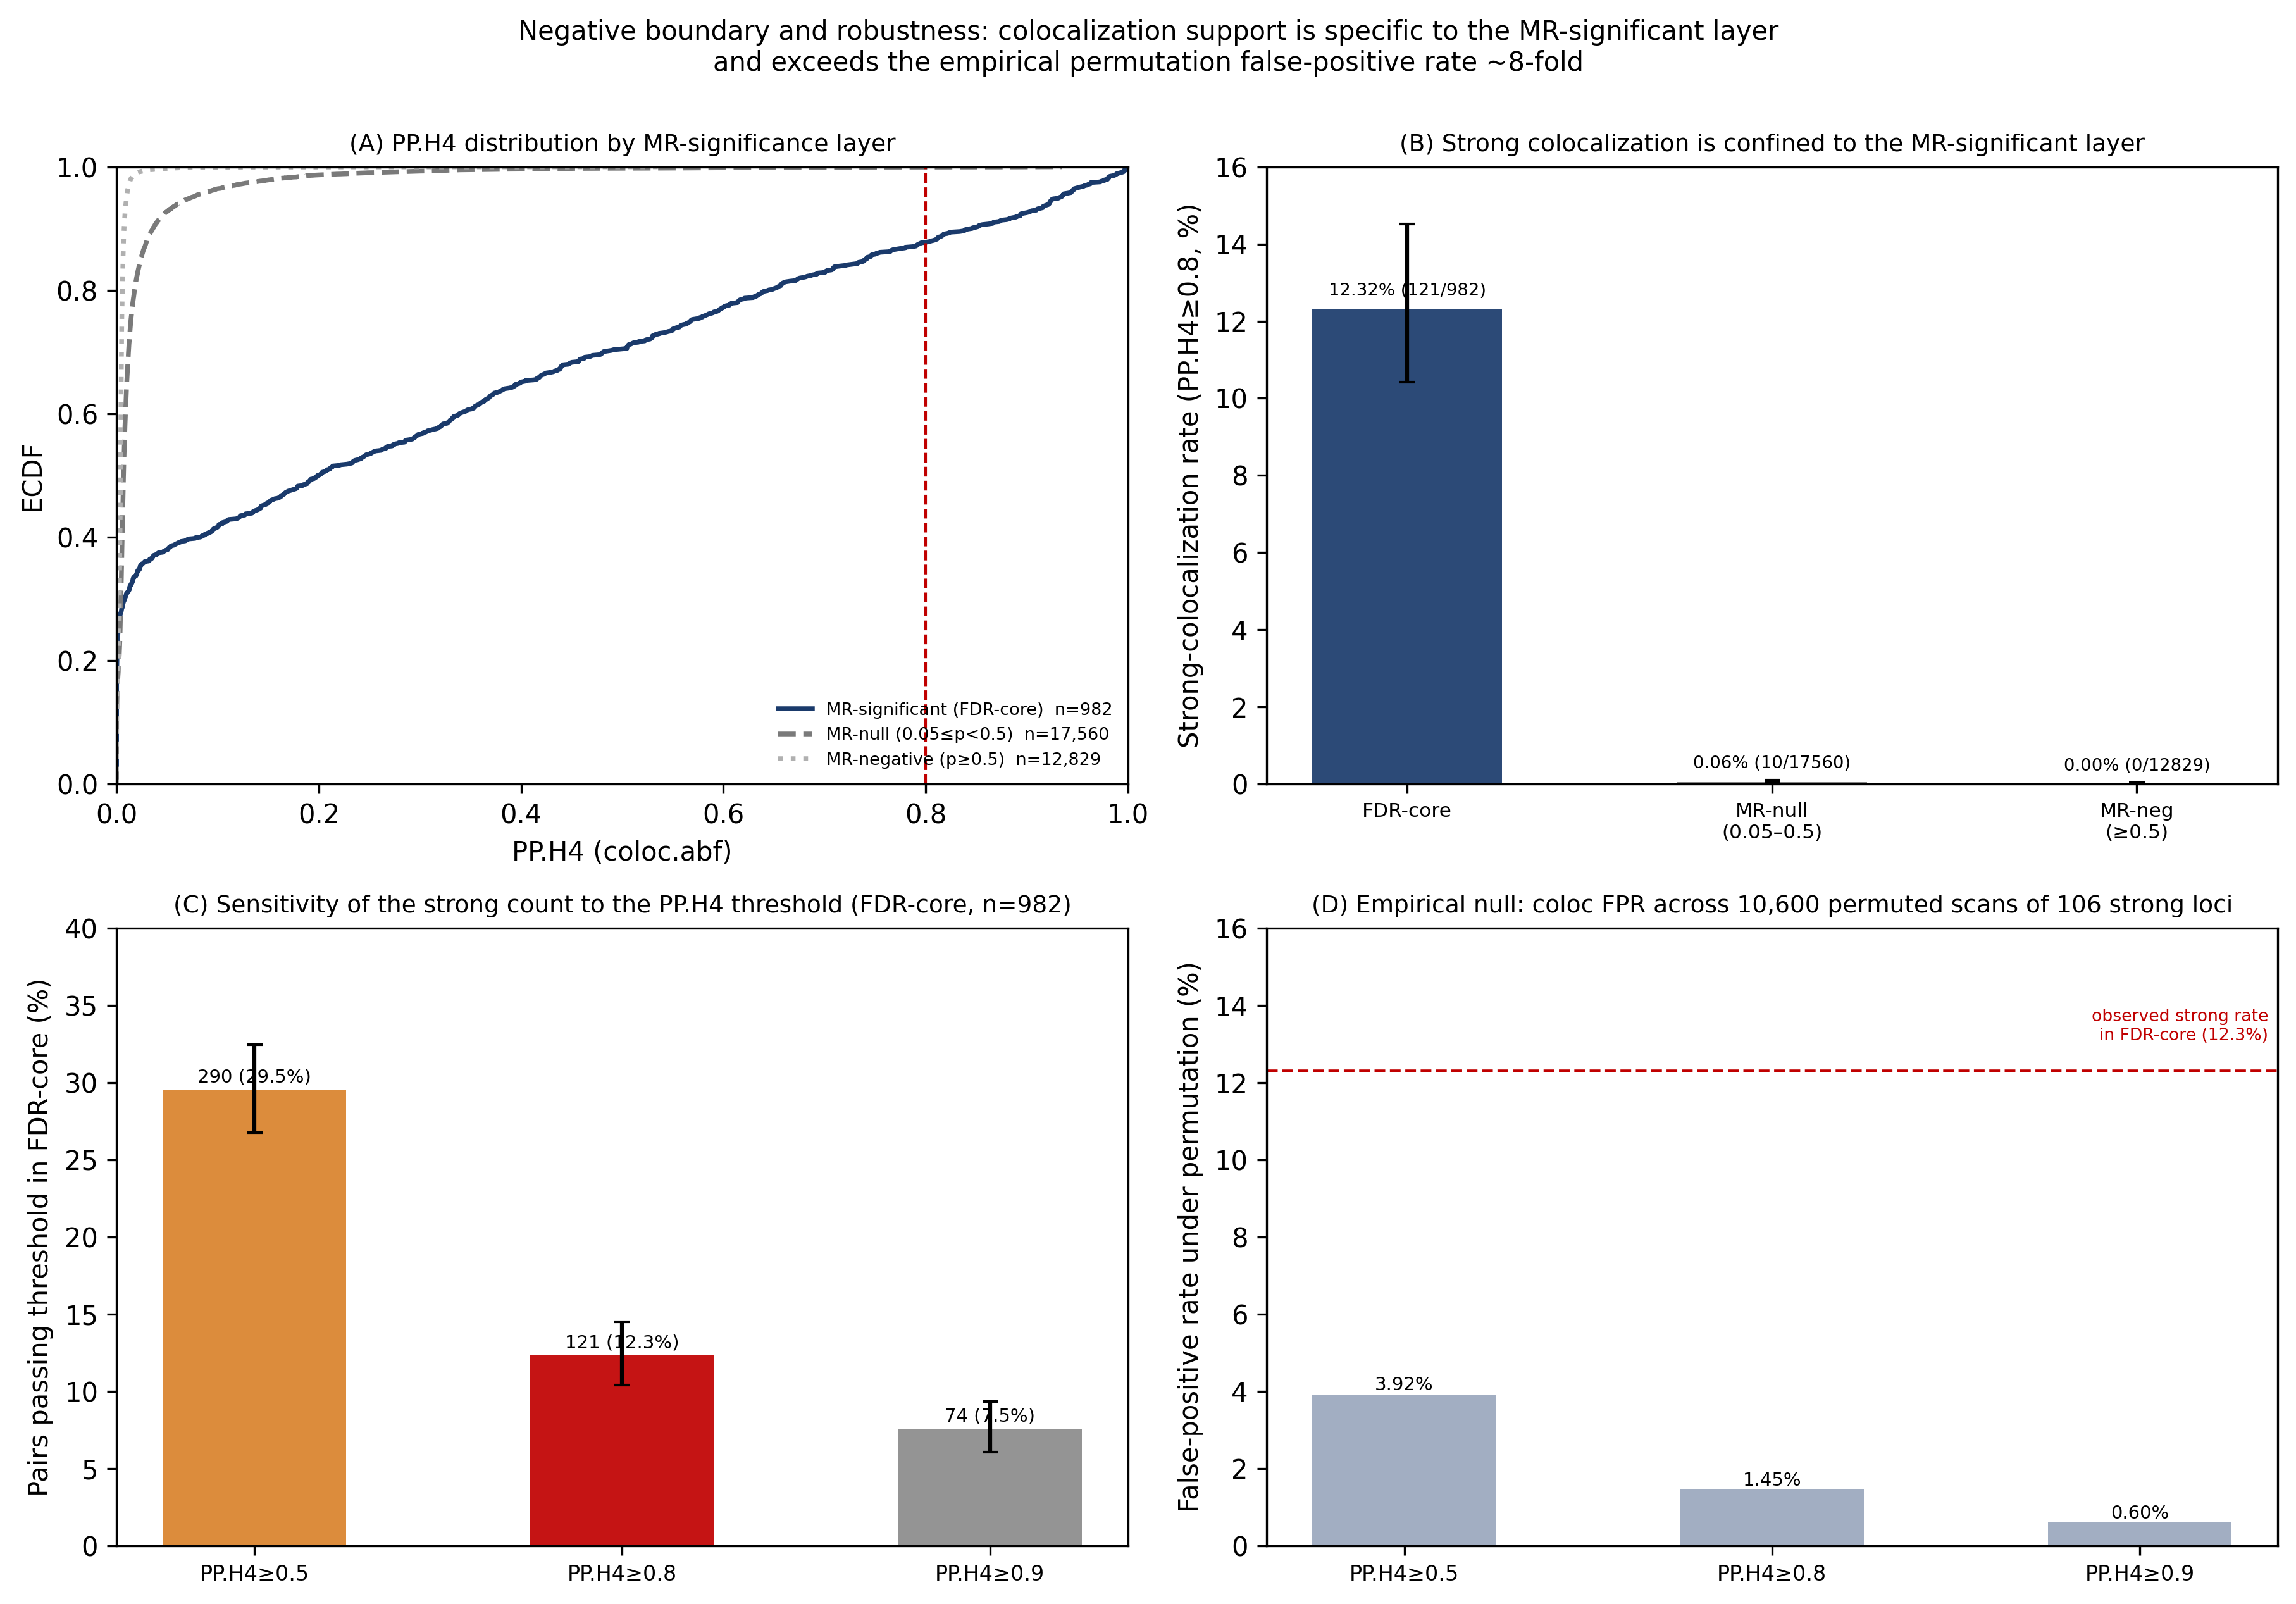 Negative boundary and robustness: colocalization support is specific to the MR-significant layer
and exceeds the empirical permutation false-positive rate ~8-fold
(A) PP.H4 distribution by MR-significance layer
1.0
0.8
0.6
0.4
0.2
0.0
ECDF
MR-significant (FDR-core) n=982
MR-null (0.05≤p<0.5) n=17,560
MR-negative (p≥0.5) n=12,829
0.0 0.2 0.4 0.6 0.8 1.0
PP.H4 (coloc.abf)
(B) Strong colocalization is confined to the MR-significant layer
16
14
12
10
8
6
4
2
0
Strong-colocalization rate (PP.H4≥0.8, %)
12.32% (121/982)
0.06% (10/17560)
0.00% (0/12829)
FDR-core
MR-null
(0.05–0.5)
MR-neg
(≥0.5)
(C) Sensitivity of the strong count to the PP.H4 threshold (FDR-core, n=982)
40
35
30
25
20
15
10
5
0
Pairs passing threshold in FDR-core (%)
290 (29.5%)
121 (12.3%)
74 (7.5%)
PP.H4≥0.5
PP.H4≥0.8
PP.H4≥0.9
(D) Empirical null: coloc FPR across 10,600 permuted scans of 106 strong loci
16
14
12
10
8
6
4
2
0
False-positive rate under permutation (%)
observed strong rate
in FDR-core (12.3%)
3.92%
1.45%
0.60%
PP.H4≥0.5
PP.H4≥0.8
PP.H4≥0.9